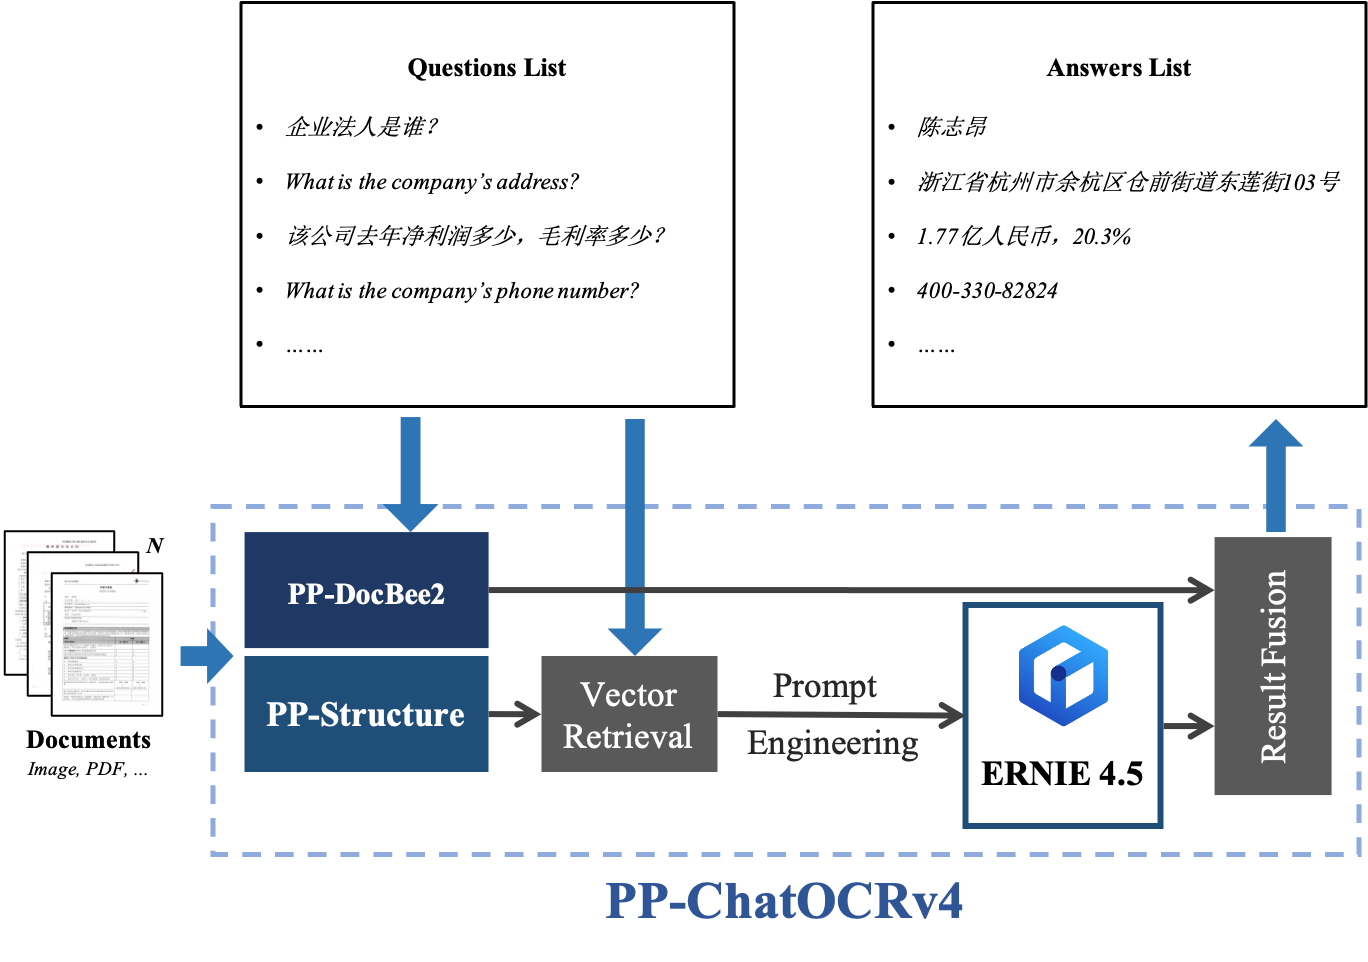 Questions List
• 企业法人是谁？
• What is the company's address?
• 该公司去年净利润多少，毛利率多少？
• What is the company's phone number?
• ……
Answers List
• 陈志昂
• 浙江省杭州市余杭区仓前街道东莲街103号
• 1.77亿人民币，20.3%
• 400-330-82824
• ……
N
Documents
Image, PDF, ...
PP-DocBee2
PP-Structure
Vector
Retrieval
Prompt
Engineering
ERNIE 4.5
Result Fusion
PP-ChatOCRv4